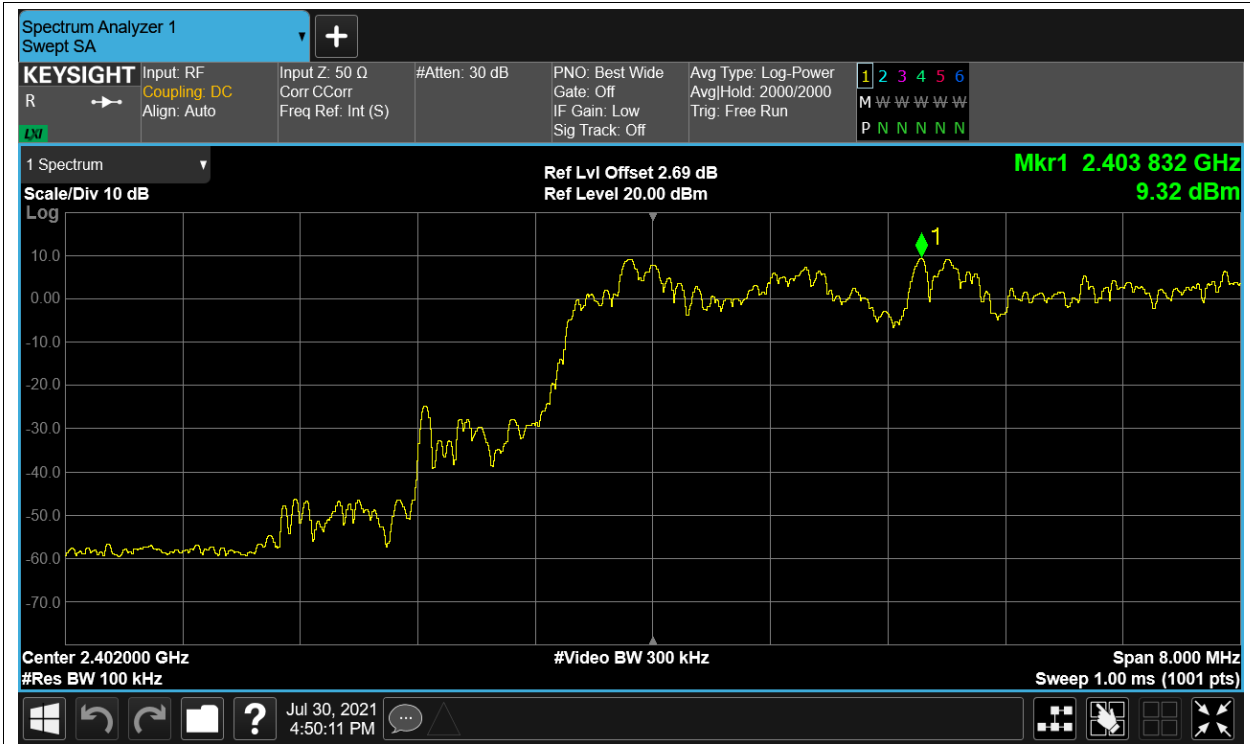 Spectrum Analyzer 1
Swept SA
KEYSIGHT
R
LXI
Input: RF
Coupling: DC
Align: Auto
Input Z: 50 Ω
Corr CCorr
Freq Ref: Int (S)
#Atten: 30 dB
PNO: Best Wide
Gate: Off
IF Gain: Low
Sig Track: Off
Avg Type: Log-Power
Avg|Hold: 2000/2000
Trig: Free Run
1 2 3 4 5 6
M W W W W W
P N N N N N
1 Spectrum
Scale/Div 10 dB
Ref Lvl Offset 2.69 dB
Ref Level 20.00 dBm
Mkr1 2.403 832 GHz
9.32 dBm
Log
1
10.0
0.00
-10.0
-20.0
-30.0
-40.0
-50.0
-60.0
-70.0
Center 2.402000 GHz
#Res BW 100 kHz
#Video BW 300 kHz
Span 8.000 MHz
Sweep 1.00 ms (1001 pts)
?
Jul 30, 2021
4:50:11 PM